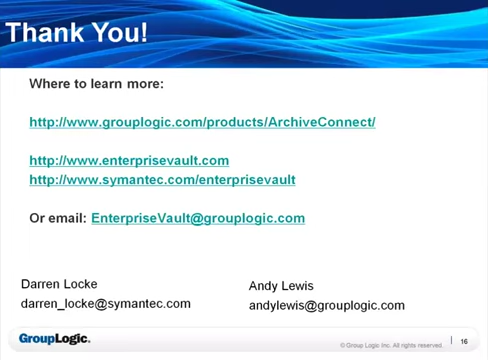 Thank You!
Where to learn more:
http://www.grouplogic.com/products/ArchiveConnect/
http://www.enterprisevault.com
http://www.symantec.com/enterprisevault
Or email: EnterpriseVault@grouplogic.com
Darren Locke
darren_locke@symantec.com
Andy Lewis
andylewis@grouplogic.com
GroupLogic.
© Group Logic Inc. All rights reserved.
16